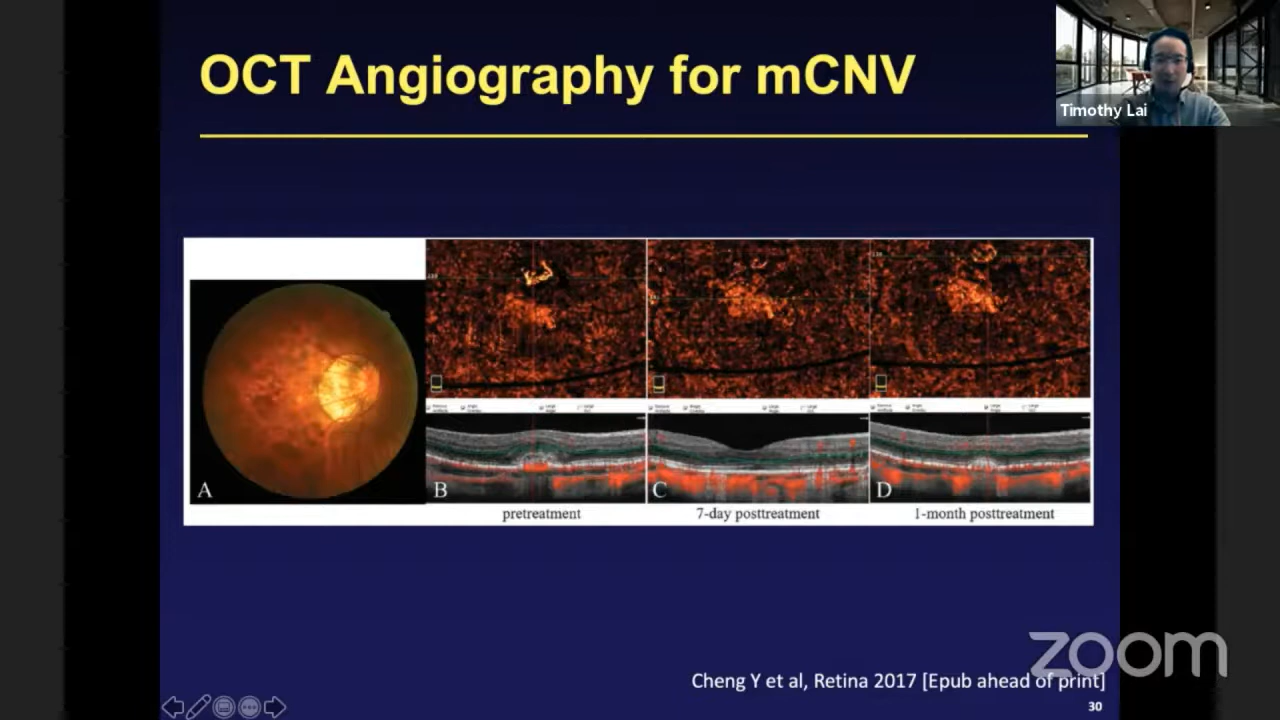 OCT Angiography for mCNV
Timothy Lai
A
B
C
D
pretreatment
7-day posttreatment
1-month posttreatment
zoom
Cheng Y et al, Retina 2017 [Epub ahead of print]
30